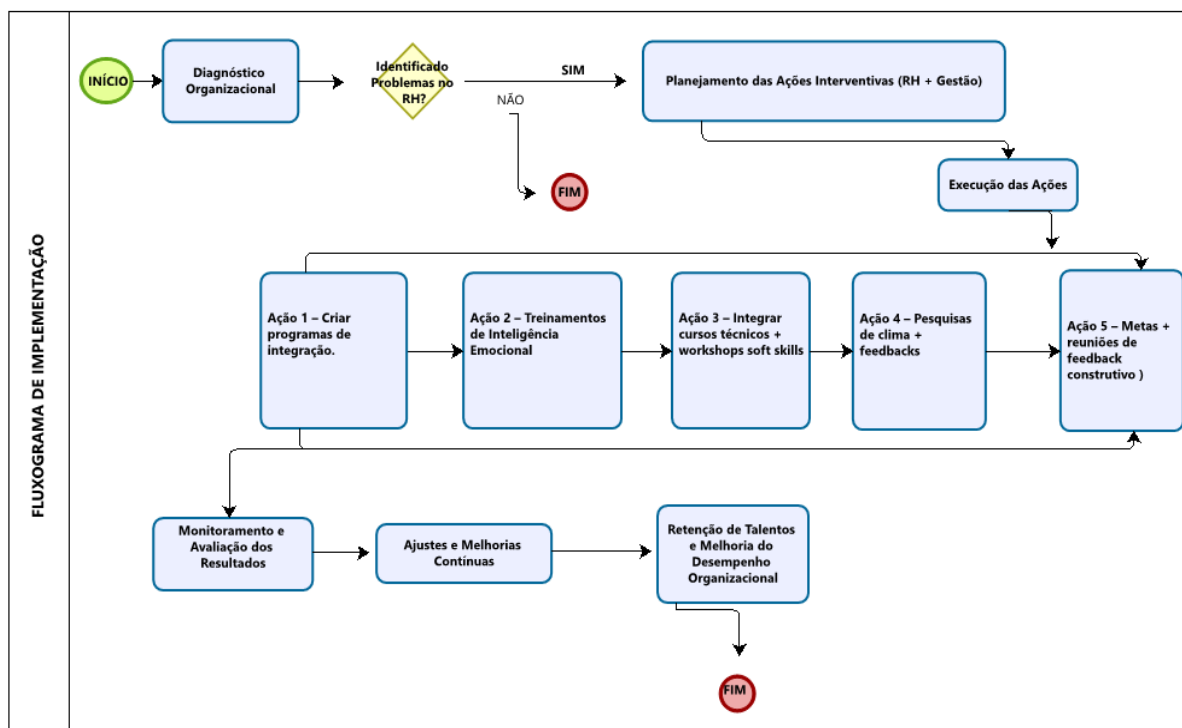 FLUXOGRAMA DE IMPLEMENTAÇÃO
INÍCIO
Diagnóstico
Organizacional
Identificado
Problemas no
RH?
SIM
NÃO
FIM
Planejamento das Ações Interventivas (RH + Gestão)
Execução das Ações
Ação 1 – Criar
programas de
integração.
Ação 2 – Treinamentos
de Inteligência
Emocional
Ação 3 – Integrar
cursos técnicos +
workshops soft skills
Ação 4 – Pesquisas
de clima +
feedbacks
Ação 5 – Metas +
reuniões de
feedback
construtivo )
Monitoramento e
Avaliação dos
Resultados
Ajustes e Melhorias
Contínuas
Retenção de Talentos
e Melhoria do
Desempenho
Organizacional
FIM